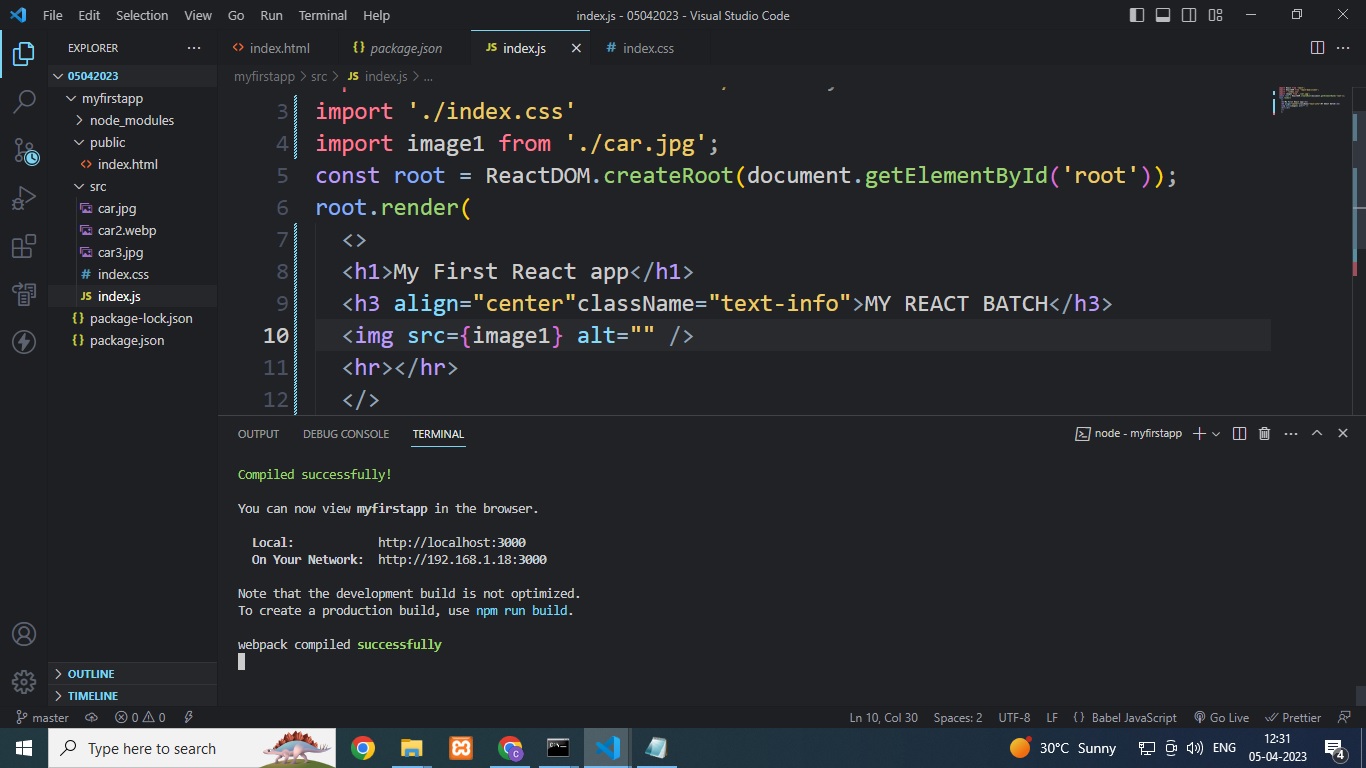 File Edit Selection View Go Run Terminal Help
index.js - 05042023 - Visual Studio Code
EXPLORER
05042023
myfirstapp
node_modules
public
<> index.html
src
car.jpg
car2.webp
car3.jpg
# index.css
JS index.js
{} package-lock.json
{} package.json
OUTLINE
TIMELINE
<> index.html {} package.json JS index.js # index.css
myfirstapp > src > JS index.js > ...
3 import './index.css'
4 import image1 from './car.jpg';
5 const root = ReactDOM.createRoot(document.getElementById('root'));
6 root.render(
7 <>
8 <h1>My First React app</h1>
9 <h3 align="center"className="text-info">MY REACT BATCH</h3>
10 <img src={image1} alt="" />
11 <hr></hr>
12 </>
OUTPUT DEBUG CONSOLE TERMINAL
node - myfirstapp
Compiled successfully!
You can now view myfirstapp in the browser.
Local: http://localhost:3000
On Your Network: http://192.168.1.18:3000
Note that the development build is not optimized.
To create a production build, use npm run build.
webpack compiled successfully
master 0 0
Ln 10, Col 30 Spaces: 2 UTF-8 LF {} Babel JavaScript Go Live Prettier
Type here to search
30°C Sunny ENG
12:31
05-04-2023
4